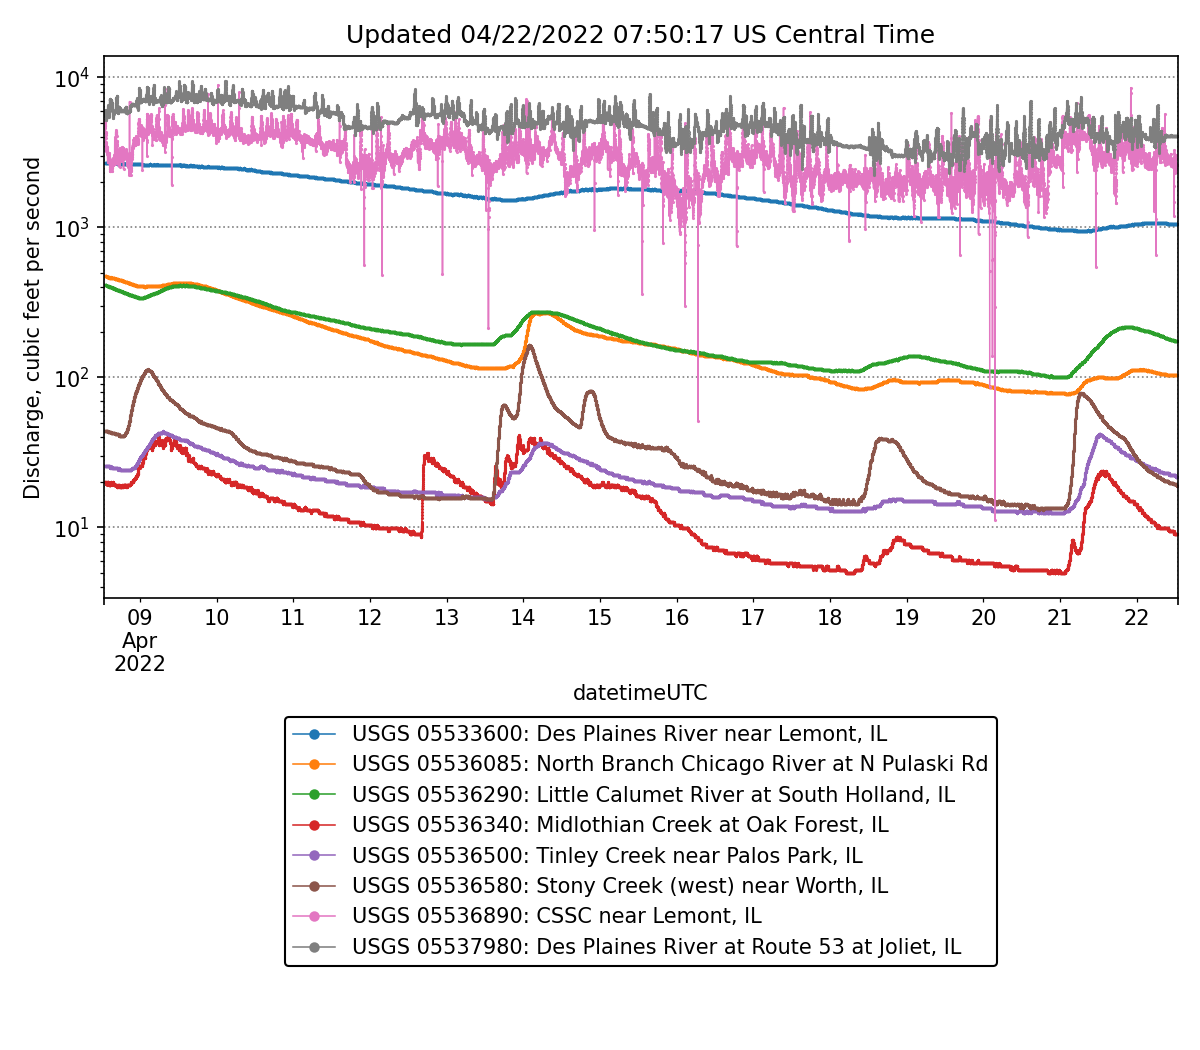 Updated 04/22/2022 07:50:17 US Central Time
Discharge, cubic feet per second
10^4
10^3
10^2
10^1
09 10 11 12 13 14 15 16 17 18 19 20 21 22
Apr
2022
datetimeUTC
USGS 05533600: Des Plaines River near Lemont, IL
USGS 05536085: North Branch Chicago River at N Pulaski Rd
USGS 05536290: Little Calumet River at South Holland, IL
USGS 05536340: Midlothian Creek at Oak Forest, IL
USGS 05536500: Tinley Creek near Palos Park, IL
USGS 05536580: Stony Creek (west) near Worth, IL
USGS 05536890: CSSC near Lemont, IL
USGS 05537980: Des Plaines River at Route 53 at Joliet, IL